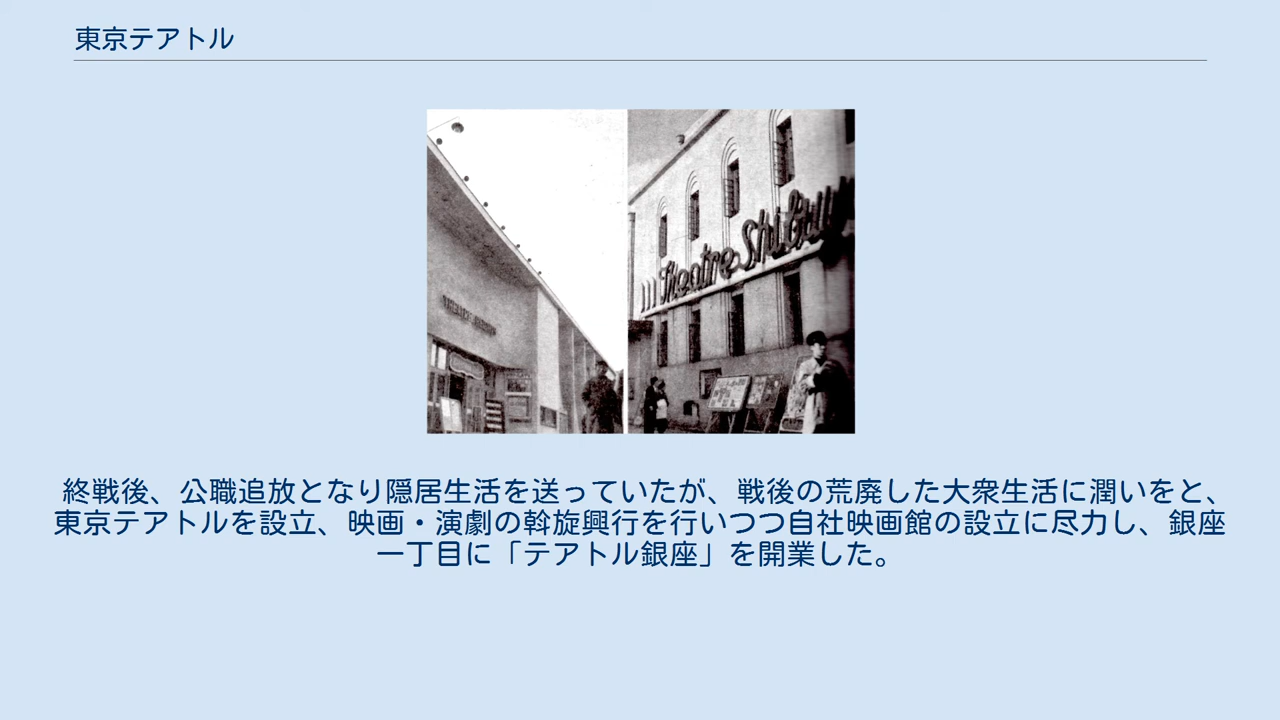 東京テアトル
Theatre Shibuya
終戦後、公職追放となり隠居生活を送っていたが、戦後の荒廃した大衆生活に潤いをと、
東京テアトルを設立、映画・演劇の斡旋興行を行いつつ自社映画館の設立に尽力し、銀座
一丁目に「テアトル銀座」を開業した。